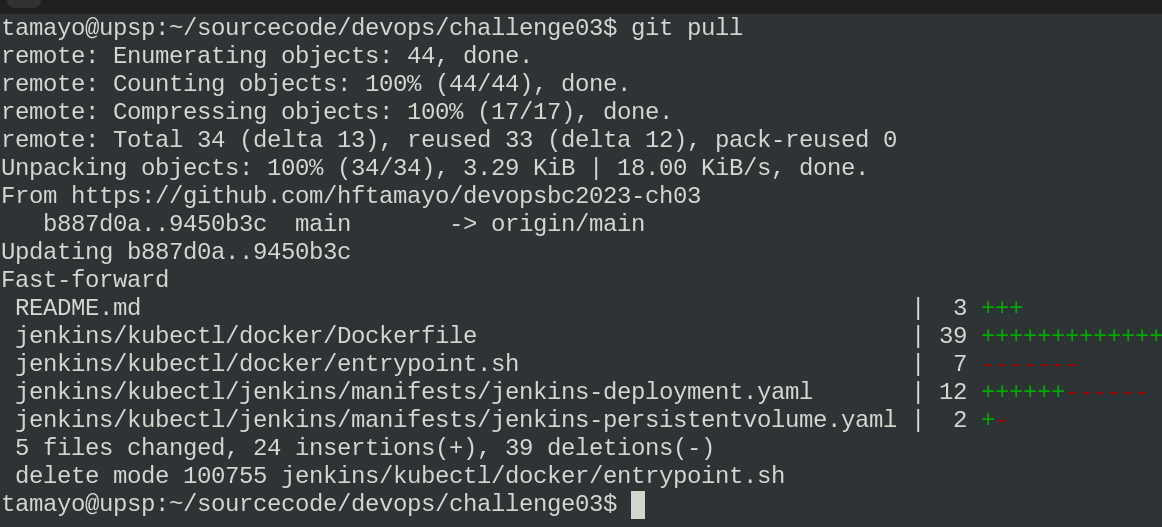 tamayo@upsp:~/sourcecode/devops/challenge03$ git pull
remote: Enumerating objects: 44, done.
remote: Counting objects: 100% (44/44), done.
remote: Compressing objects: 100% (17/17), done.
remote: Total 34 (delta 13), reused 33 (delta 12), pack-reused 0
Unpacking objects: 100% (34/34), 3.29 KiB | 18.00 KiB/s, done.
From https://github.com/hftamayo/devopsbc2023-ch03
   b887d0a..9450b3c  main       -> origin/main
Updating b887d0a..9450b3c
Fast-forward
 README.md                                                       |  3 +++
 jenkins/kubectl/docker/Dockerfile                               | 39 +++++++++++++
 jenkins/kubectl/docker/entrypoint.sh                            |  7 -------
 jenkins/kubectl/jenkins/manifests/jenkins-deployment.yaml       | 12 ++++++------
 jenkins/kubectl/jenkins/manifests/jenkins-persistentvolume.yaml |  2 +-
 5 files changed, 24 insertions(+), 39 deletions(-)
 delete mode 100755 jenkins/kubectl/docker/entrypoint.sh
tamayo@upsp:~/sourcecode/devops/challenge03$